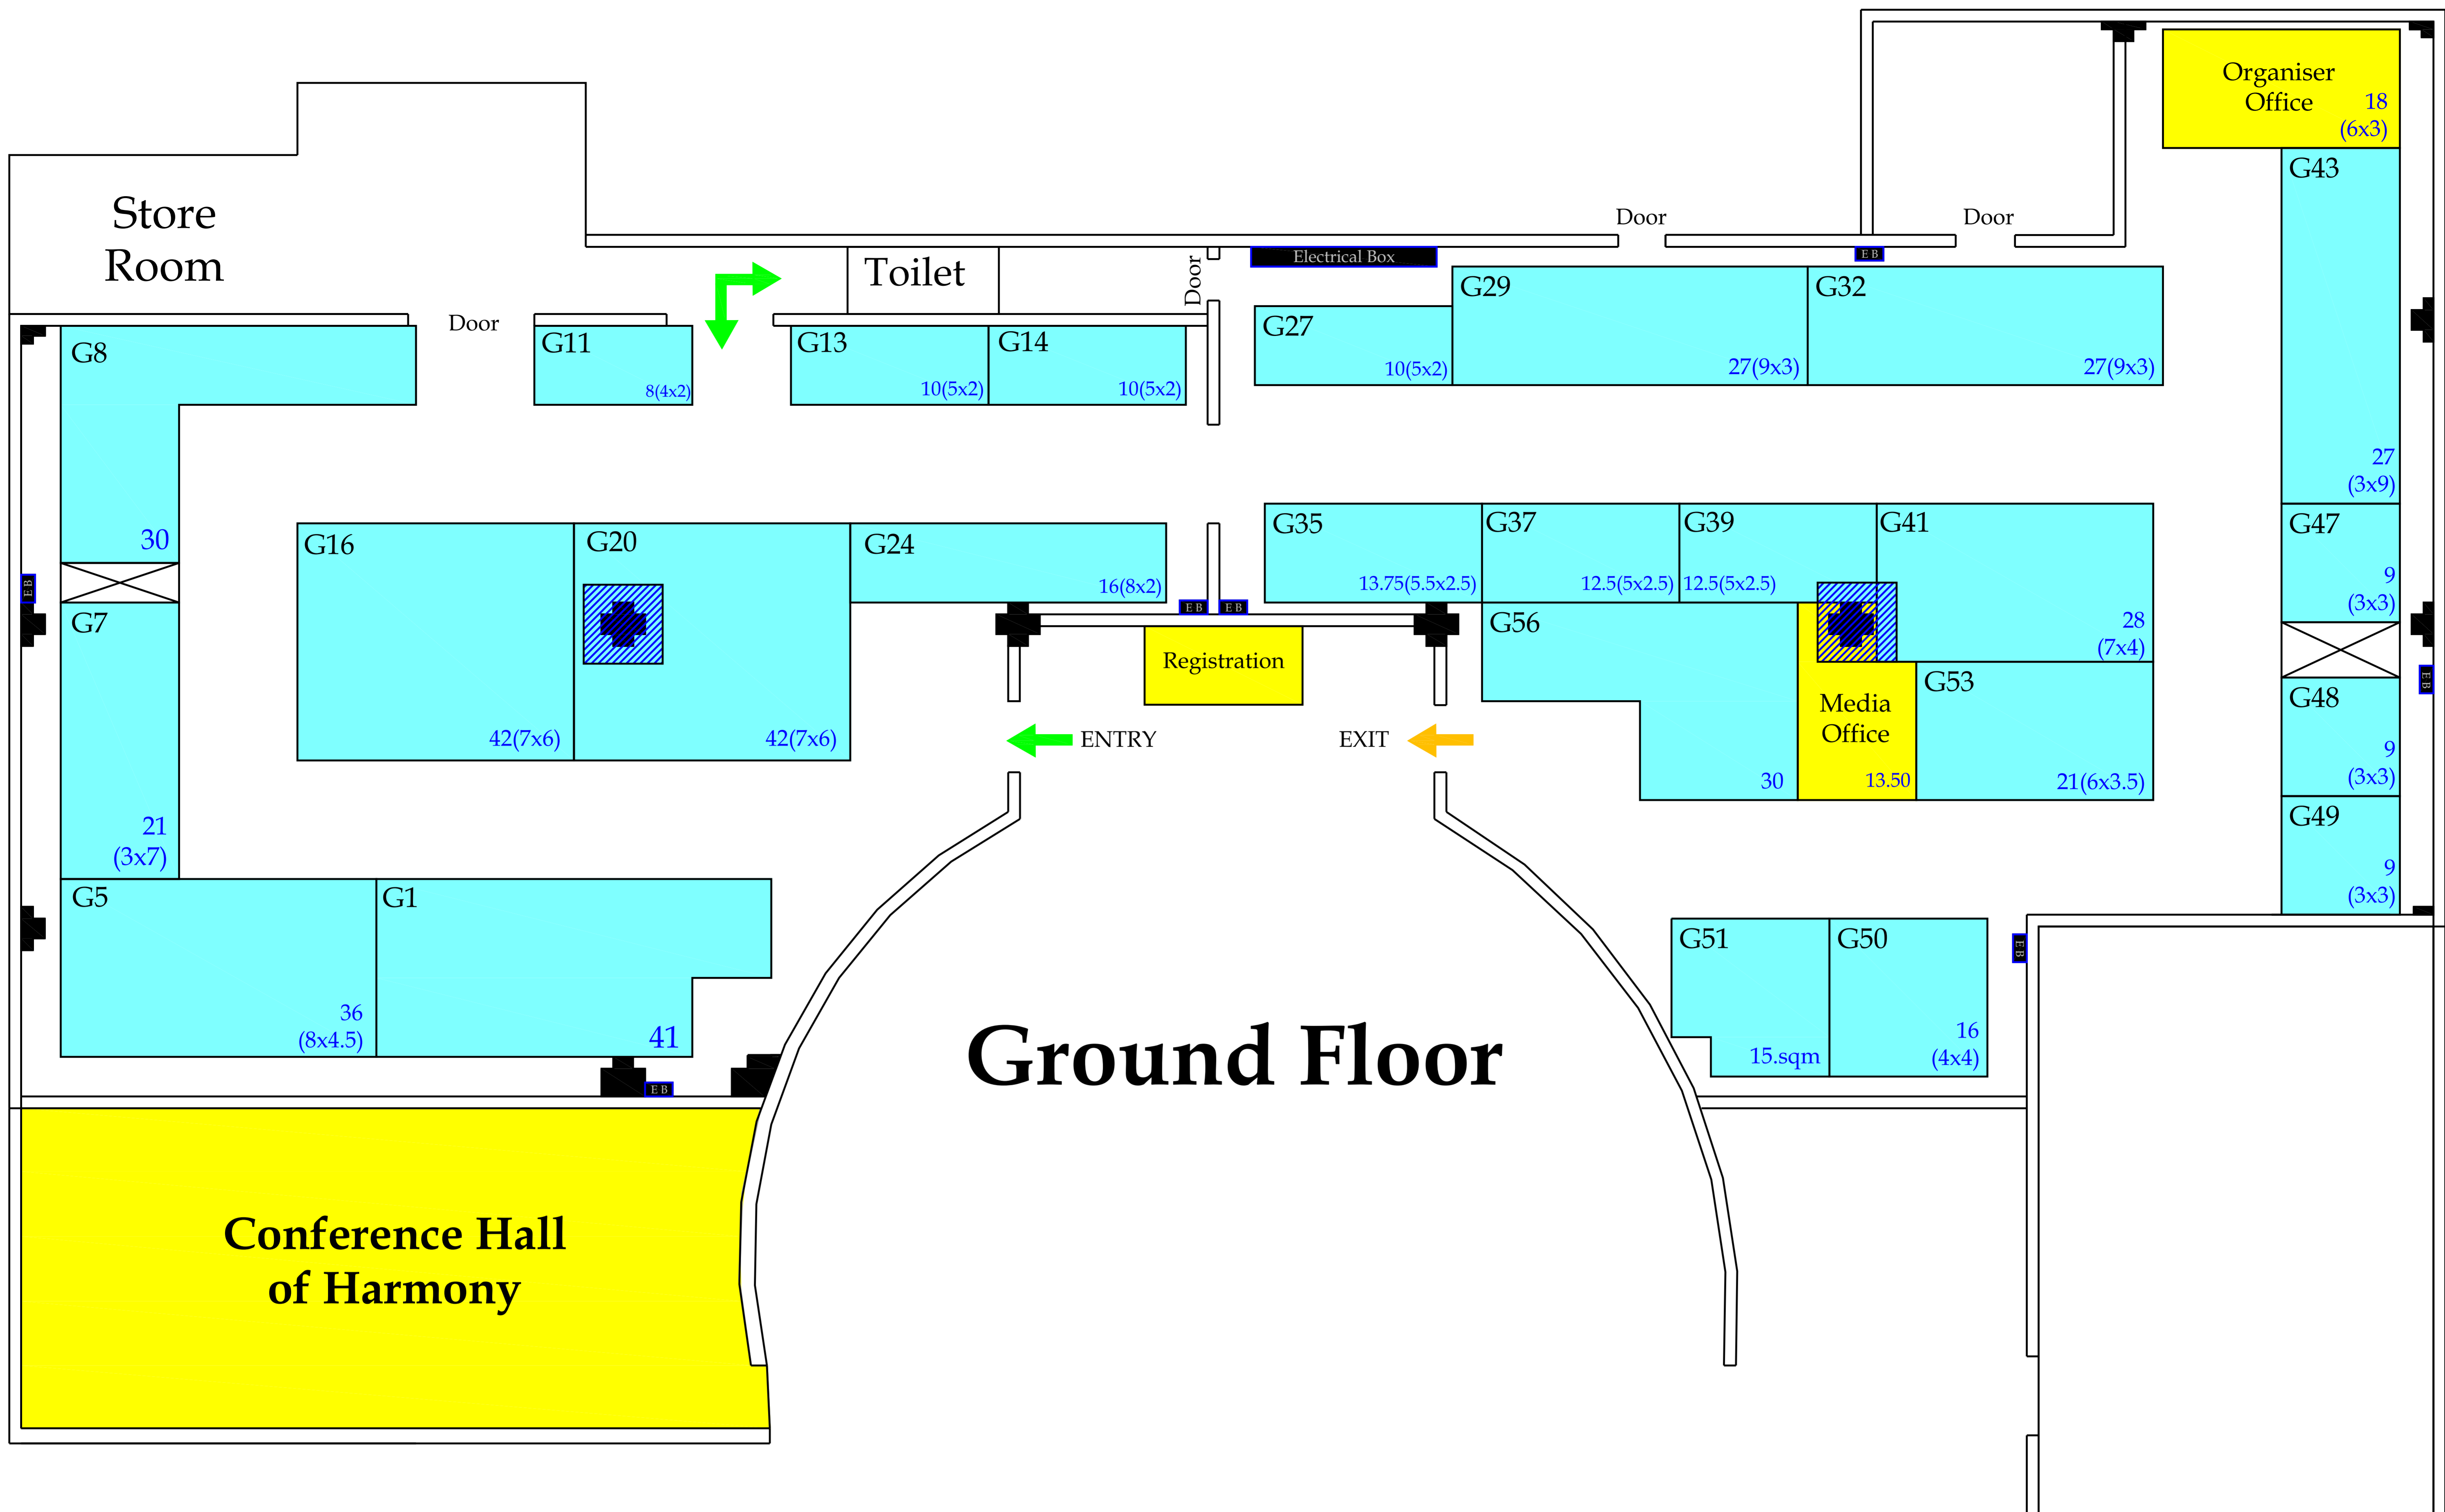 Organiser
Office
18
(6x3)
G43
27
(3x9)
Store
Room
Door
Door
Door
E B
Electrical Box
Toilet
Door
G8
30
G11
8(4x2)
G13
10(5x2)
G14
10(5x2)
G27
10(5x2)
G29
27(9x3)
G32
27(9x3)
G16
42(7x6)
G20
42(7x6)
G24
16(8x2)
G35
13.75(5.5x2.5)
G37
12.5(5x2.5)
G39
12.5(5x2.5)
G41
28
(7x4)
G47
9
(3x3)
E B
G7
21
(3x7)
E B
E B
Registration
G56
30
Media
Office
13.50
G53
21(6x3.5)
E B
G48
9
(3x3)
ENTRY
EXIT
G49
9
(3x3)
G5
36
(8x4.5)
G1
41
E B
G51
15.sqm
G50
16
(4x4)
E B
Ground Floor
Conference Hall
of Harmony